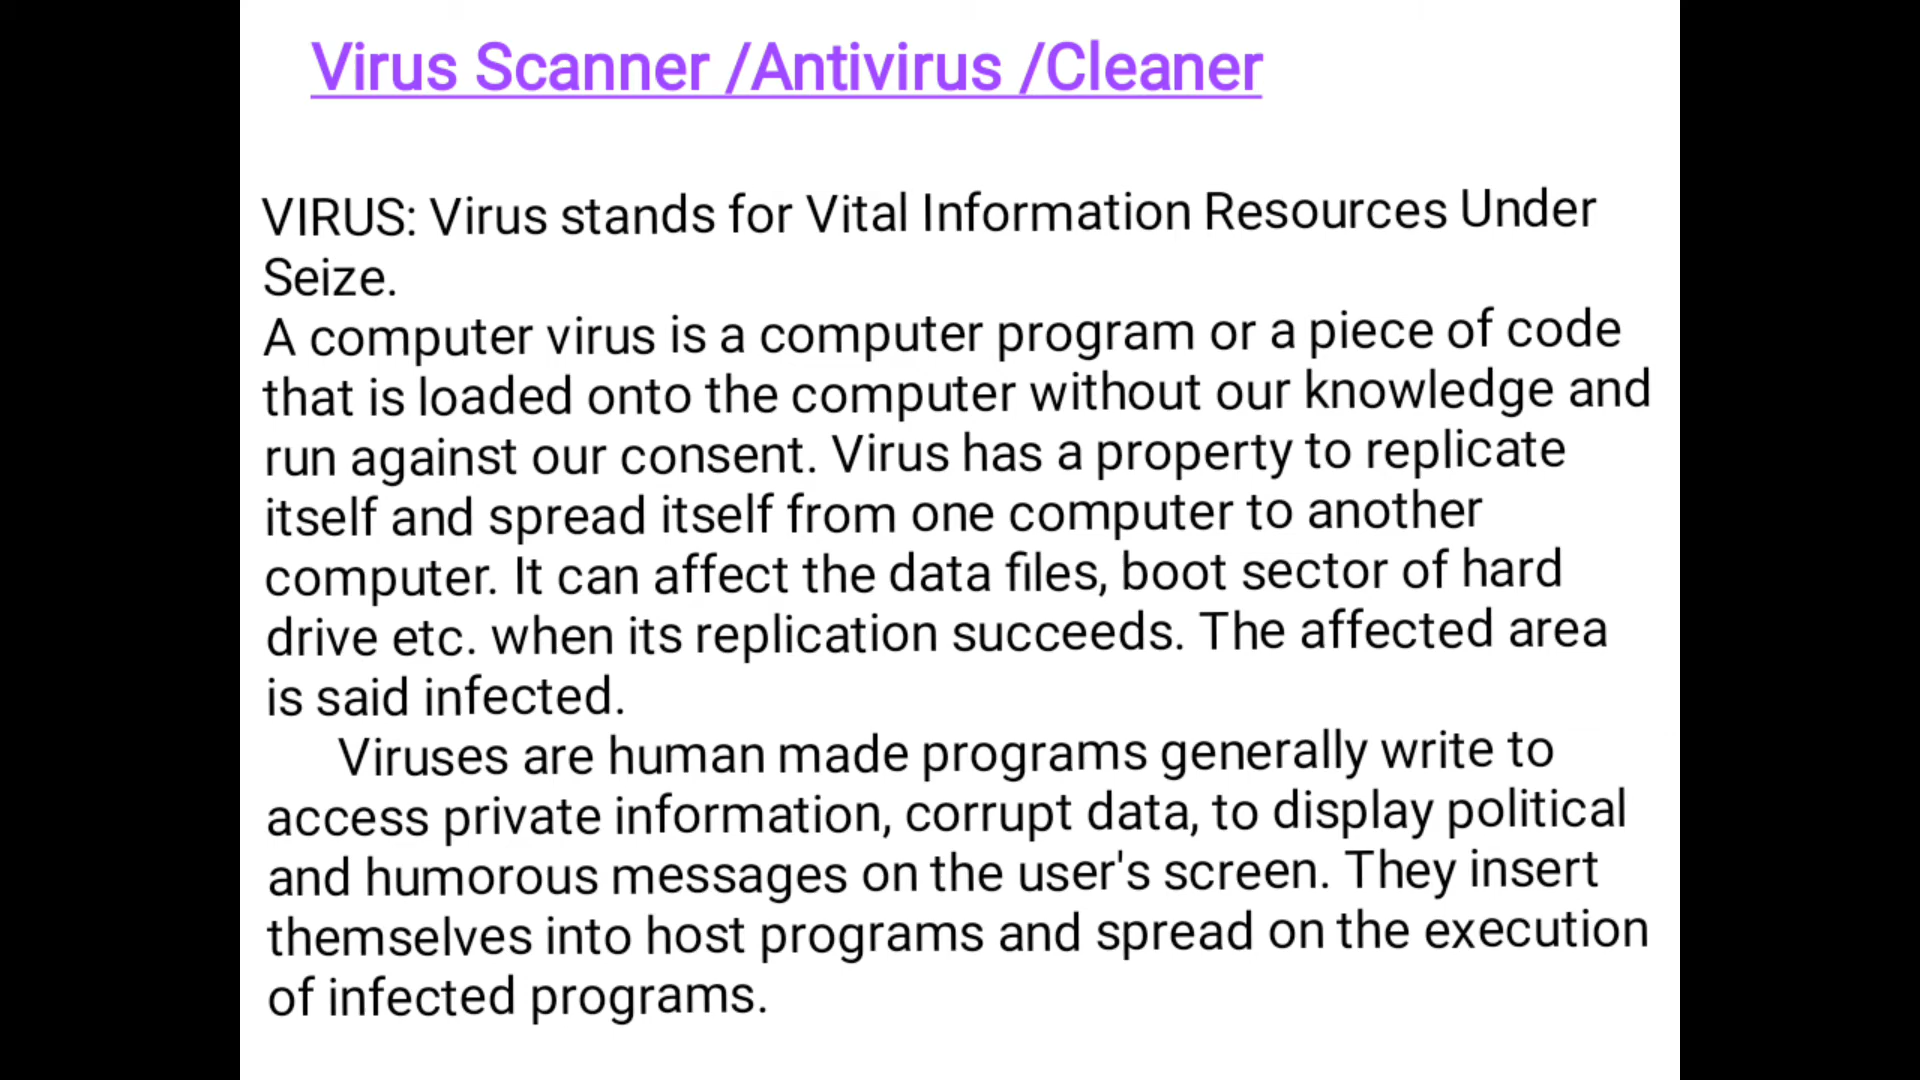 Virus Scanner /Antivirus /Cleaner
VIRUS: Virus stands for Vital Information Resources Under
Seize.
A computer virus is a computer program or a piece of code
that is loaded onto the computer without our knowledge and
run against our consent. Virus has a property to replicate
itself and spread itself from one computer to another
computer. It can affect the data files, boot sector of hard
drive etc. when its replication succeeds. The affected area
is said infected.
Viruses are human made programs generally write to
access private information, corrupt data, to display political
and humorous messages on the user's screen. They insert
themselves into host programs and spread on the execution
of infected programs.